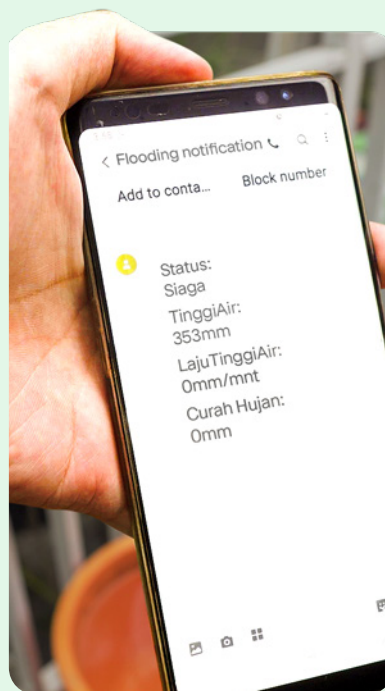 < Flooding notification
Add to conta... Block number
Status:
Siaga
TinggiAir:
353mm
LajuTinggiAir:
0mm/mnt
Curah Hujan:
0mm